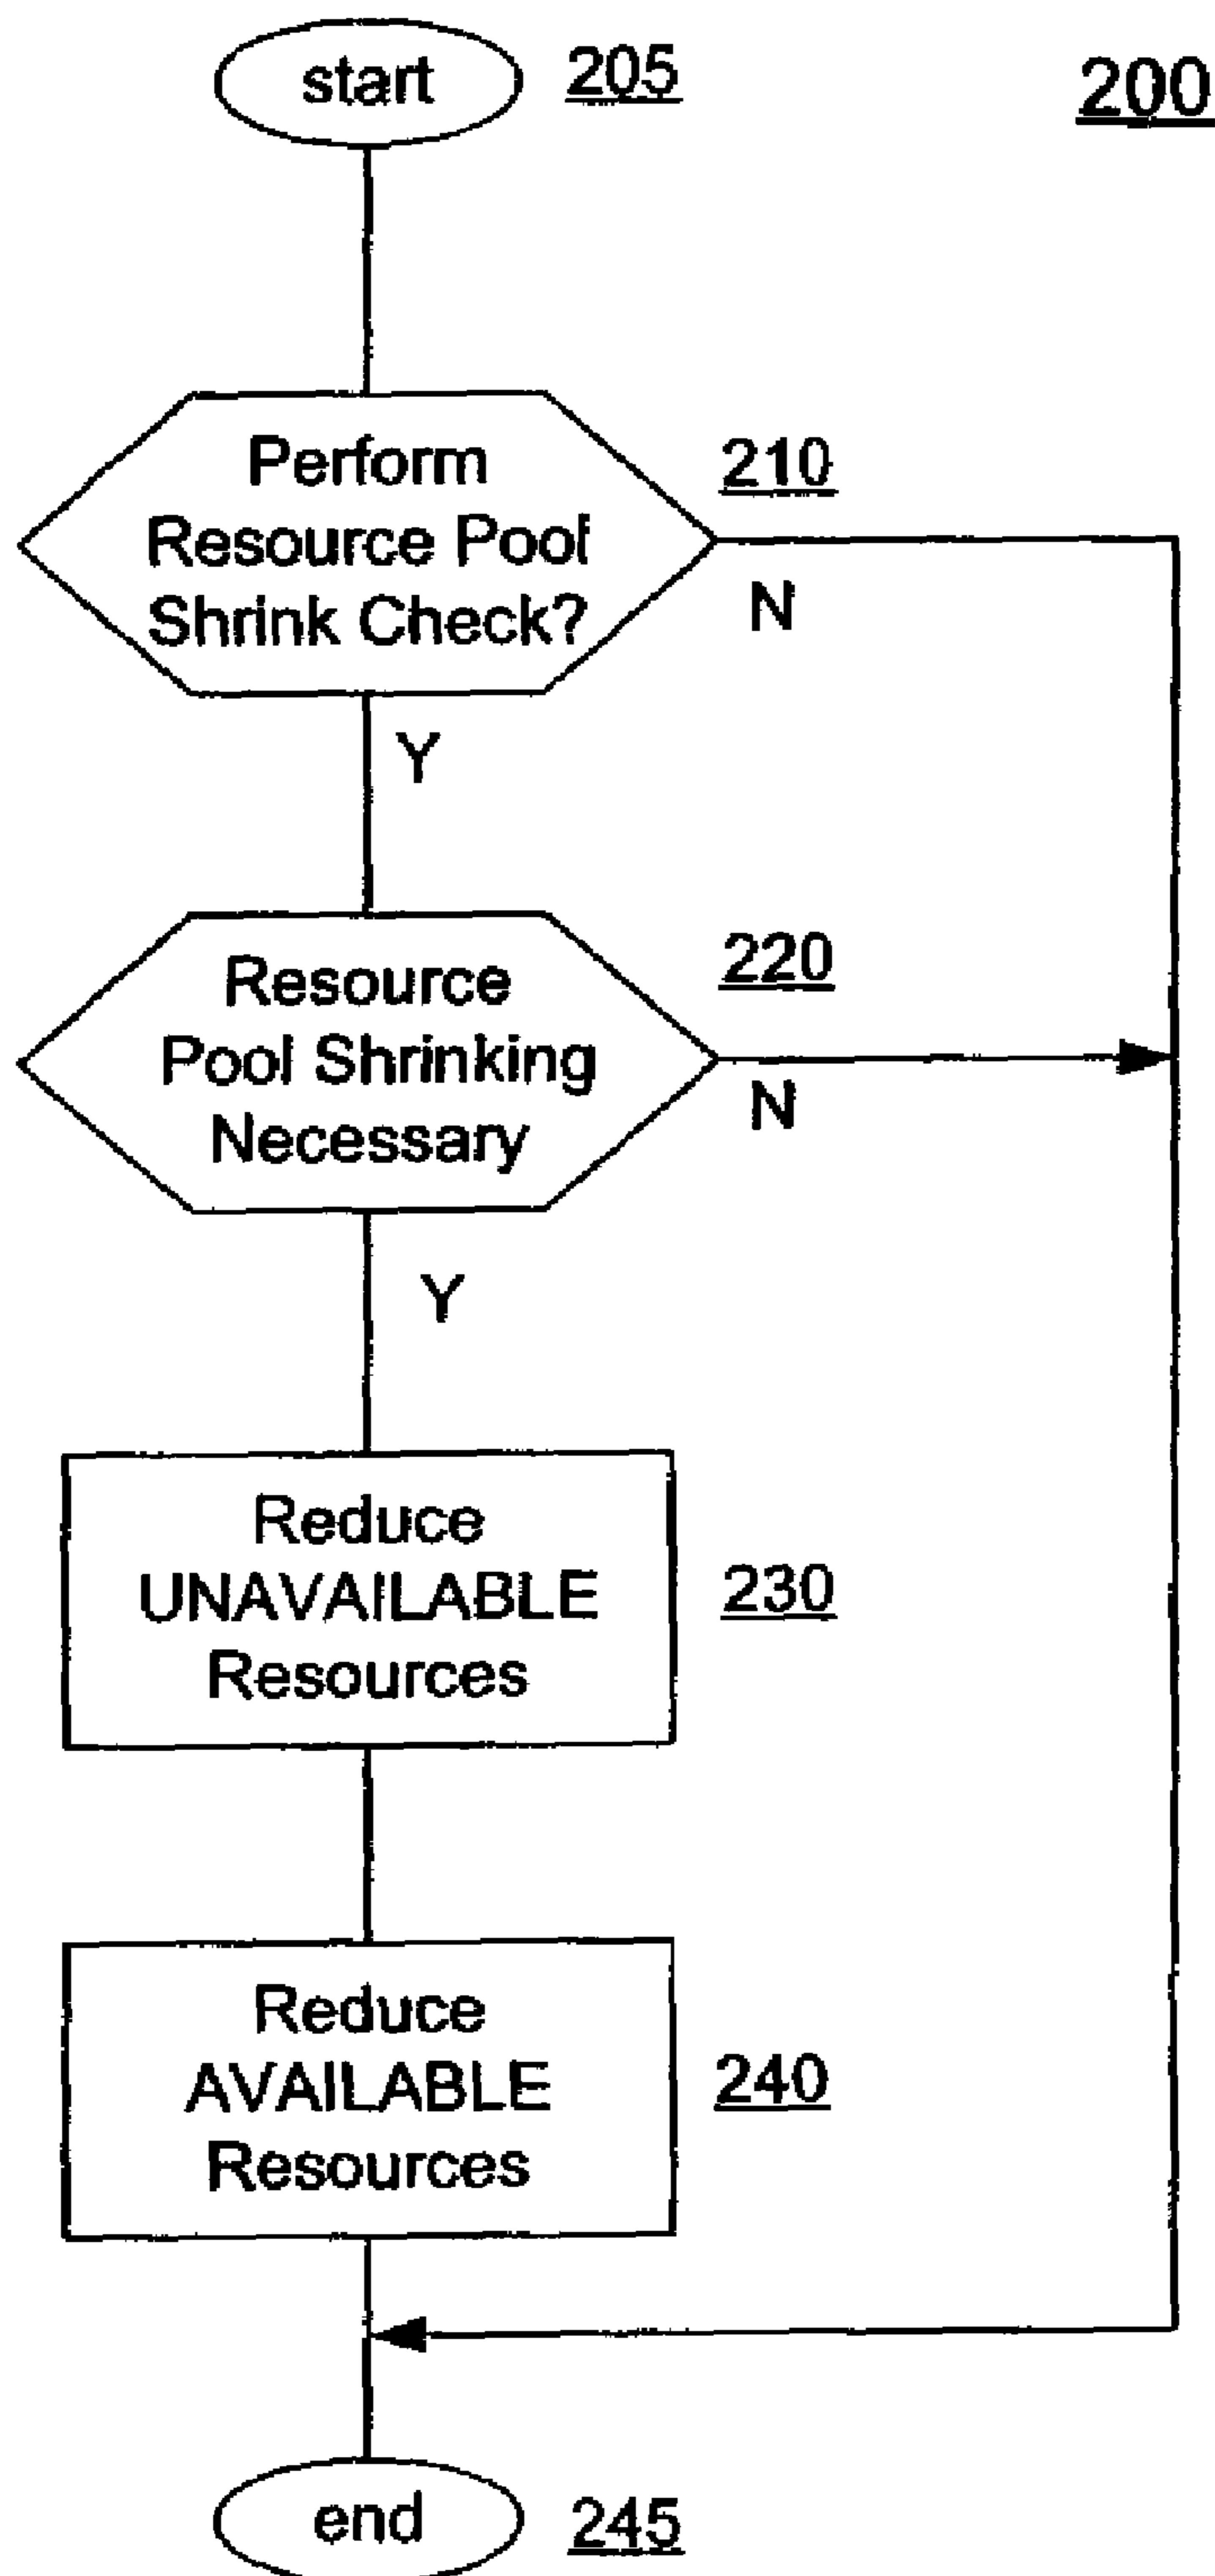 start 205
200
Perform
Resource Pool
Shrink Check?
210
N
Y
Resource
Pool Shrinking
Necessary
220
N
Y
Reduce
UNAVAILABLE
Resources
230
Reduce
AVAILABLE
Resources
240
end 245